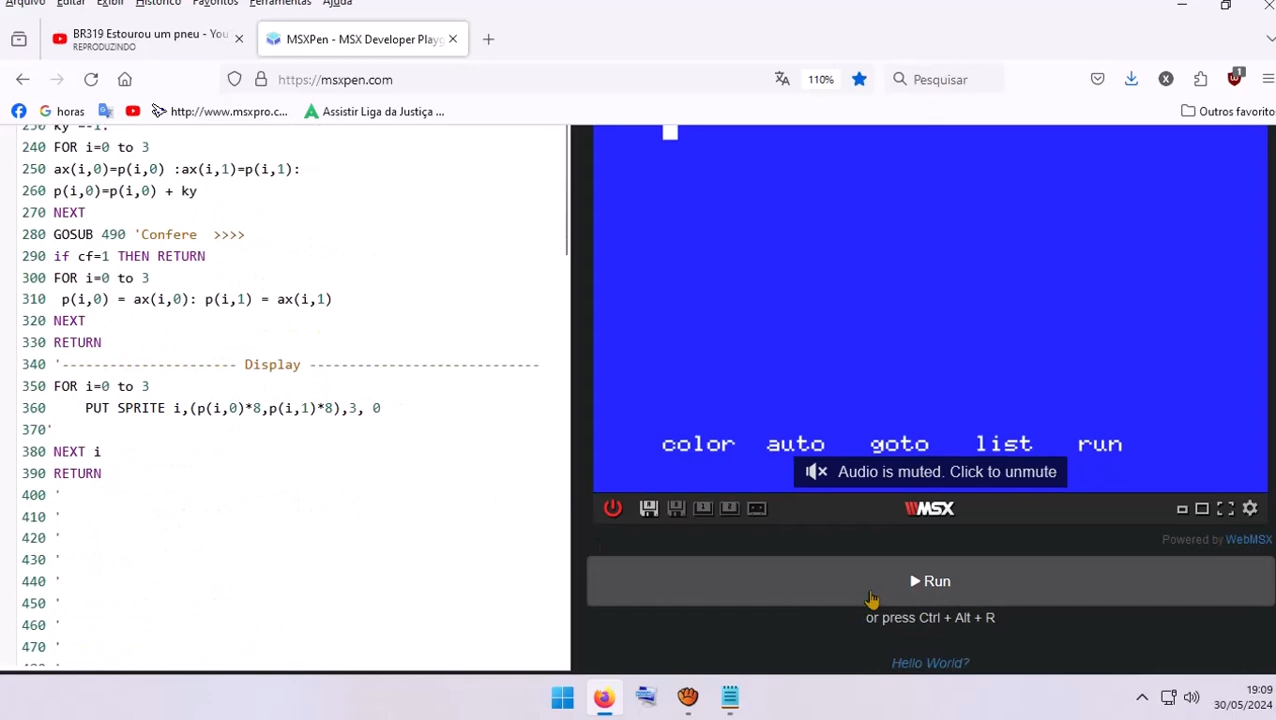 Arquivo Editar Exibir Histórico Favoritos Ferramentas Ajuda
BR319 Estourou um pneu - You
REPRODUZINDO
MSXPen - MSX Developer Playg
https://msxpen.com
110%
Pesquisar
1
horas
http://www.msxpro.c...
Assistir Liga da Justiça ...
Outros favorito
230 ky =-1:
240 FOR i=0 to 3
250 ax(i,0)=p(i,0) :ax(i,1)=p(i,1):
260 p(i,0)=p(i,0) + ky
270 NEXT
280 GOSUB 490 'Confere  >>>>
290 if cf=1 THEN RETURN
300 FOR i=0 to 3
310  p(i,0) = ax(i,0): p(i,1) = ax(i,1)
320 NEXT
330 RETURN
340 '---------------------- Display -----------------------------
350 FOR i=0 to 3
360    PUT SPRITE i,(p(i,0)*8,p(i,1)*8),3, 0
370'
380 NEXT i
390 RETURN
400 '
410 '
420 '
430 '
440 '
450 '
460 '
470 '
color auto goto list run
Audio is muted. Click to unmute
MSX
Powered by WebMSX
Run
or press Ctrl + Alt + R
Hello World?
19:09
30/05/2024